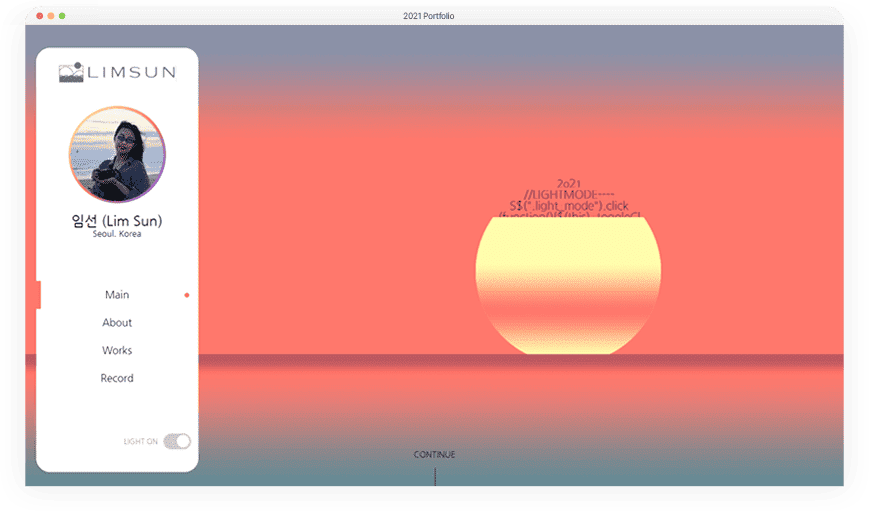 2021 Portfolio
LIMSUN
임선 (Lim Sun)
Seoul. Korea
Main
About
Works
Record
LIGHT ON
2021
//LIGHTMODE----
S$(".light_mode").click
CONTINUE